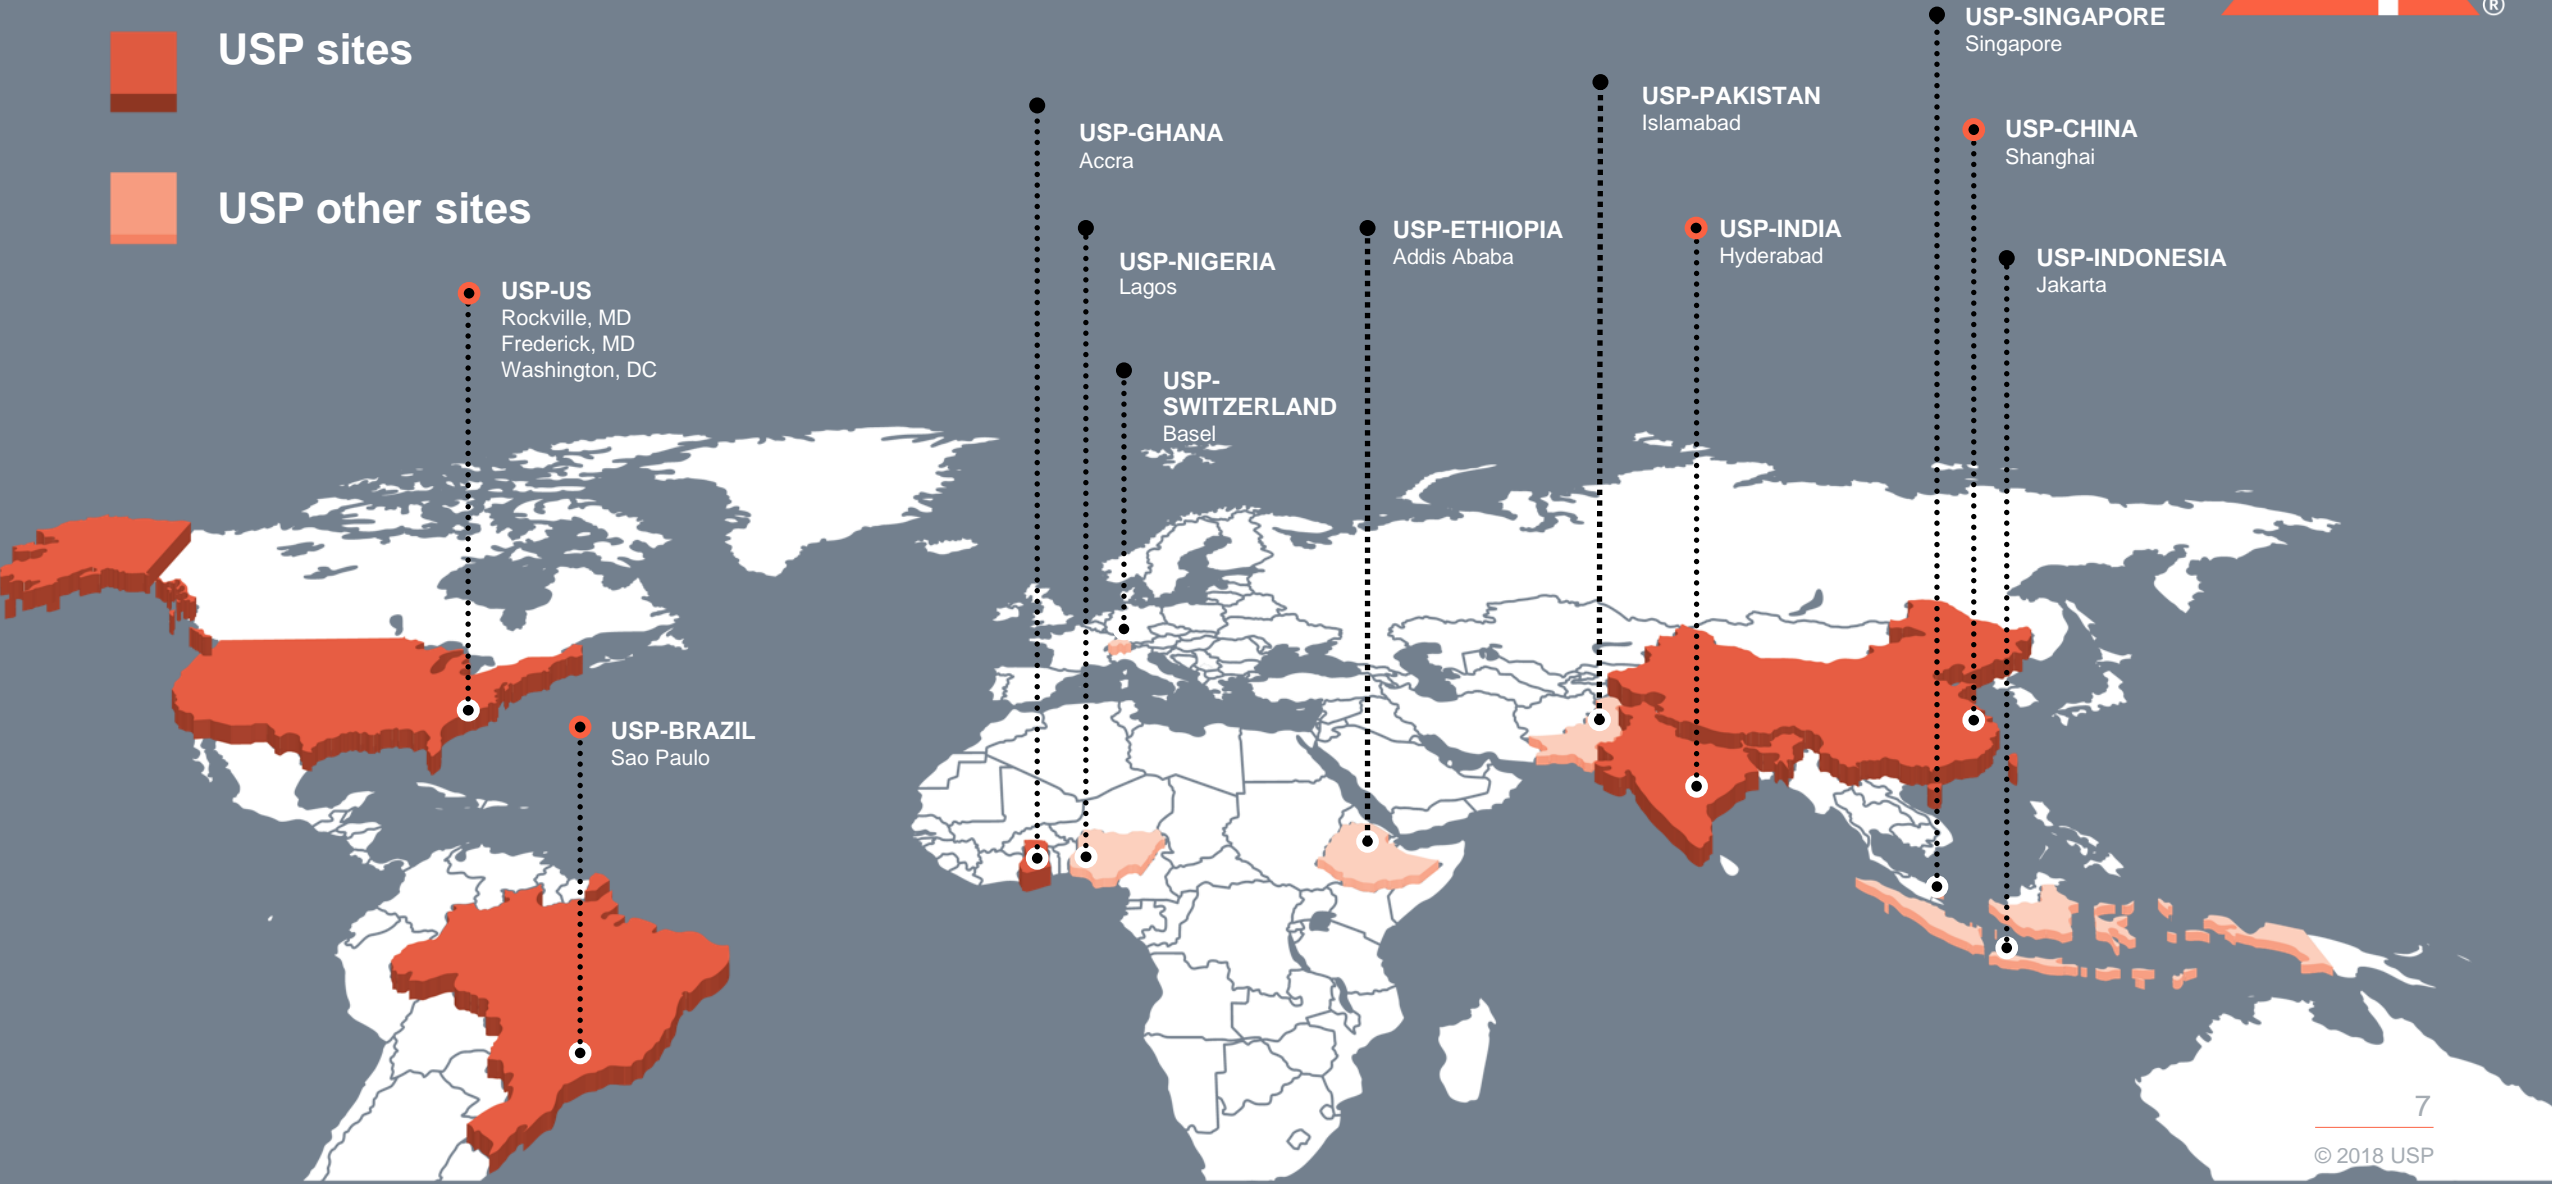 USP sites
USP other sites
USP-US
Rockville, MD
Frederick, MD
Washington, DC
USP-BRAZIL
Sao Paulo
USP-GHANA
Accra
USP-NIGERIA
Lagos
USP-
SWITZERLAND
Basel
USP-ETHIOPIA
Addis Ababa
USP-PAKISTAN
Islamabad
USP-INDIA
Hyderabad
USP-SINGAPORE
Singapore
USP-CHINA
Shanghai
USP-INDONESIA
Jakarta
®
7
© 2018 USP